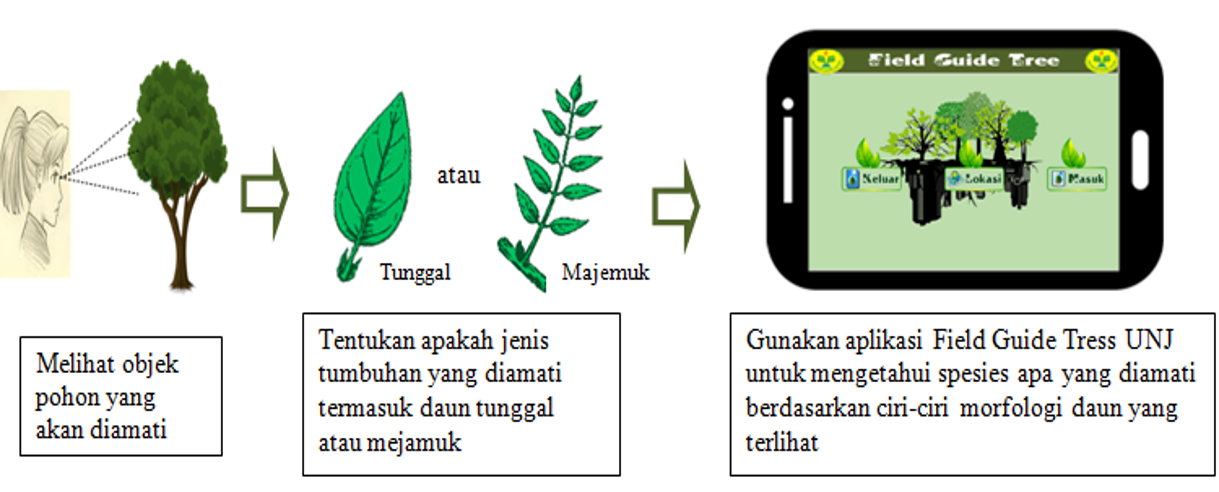 Field Guide Tree
Keluar
Lokasi
Masuk
atau
Tunggal
Majemuk
Melihat objek
pohon yang
akan diamati
Tentukan apakah jenis
tumbuhan yang diamati
termasuk daun tunggal
atau mejamuk
Gunakan aplikasi Field Guide Tress UNJ
untuk mengetahui spesies apa yang diamati
berdasarkan ciri-ciri morfologi daun yang
terlihat